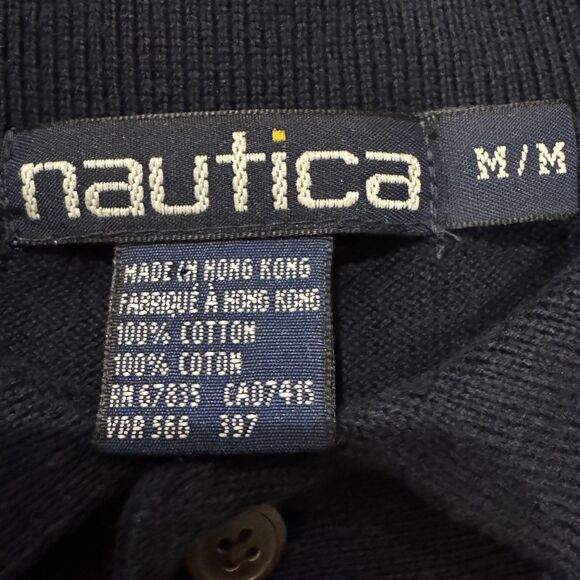 nautica
M/M
MADE IN HONG KONG
FABRIQUÉ À HONG KONG
100% COTTON
100% COTON
RN 67835 CA07415
VDR 566 397